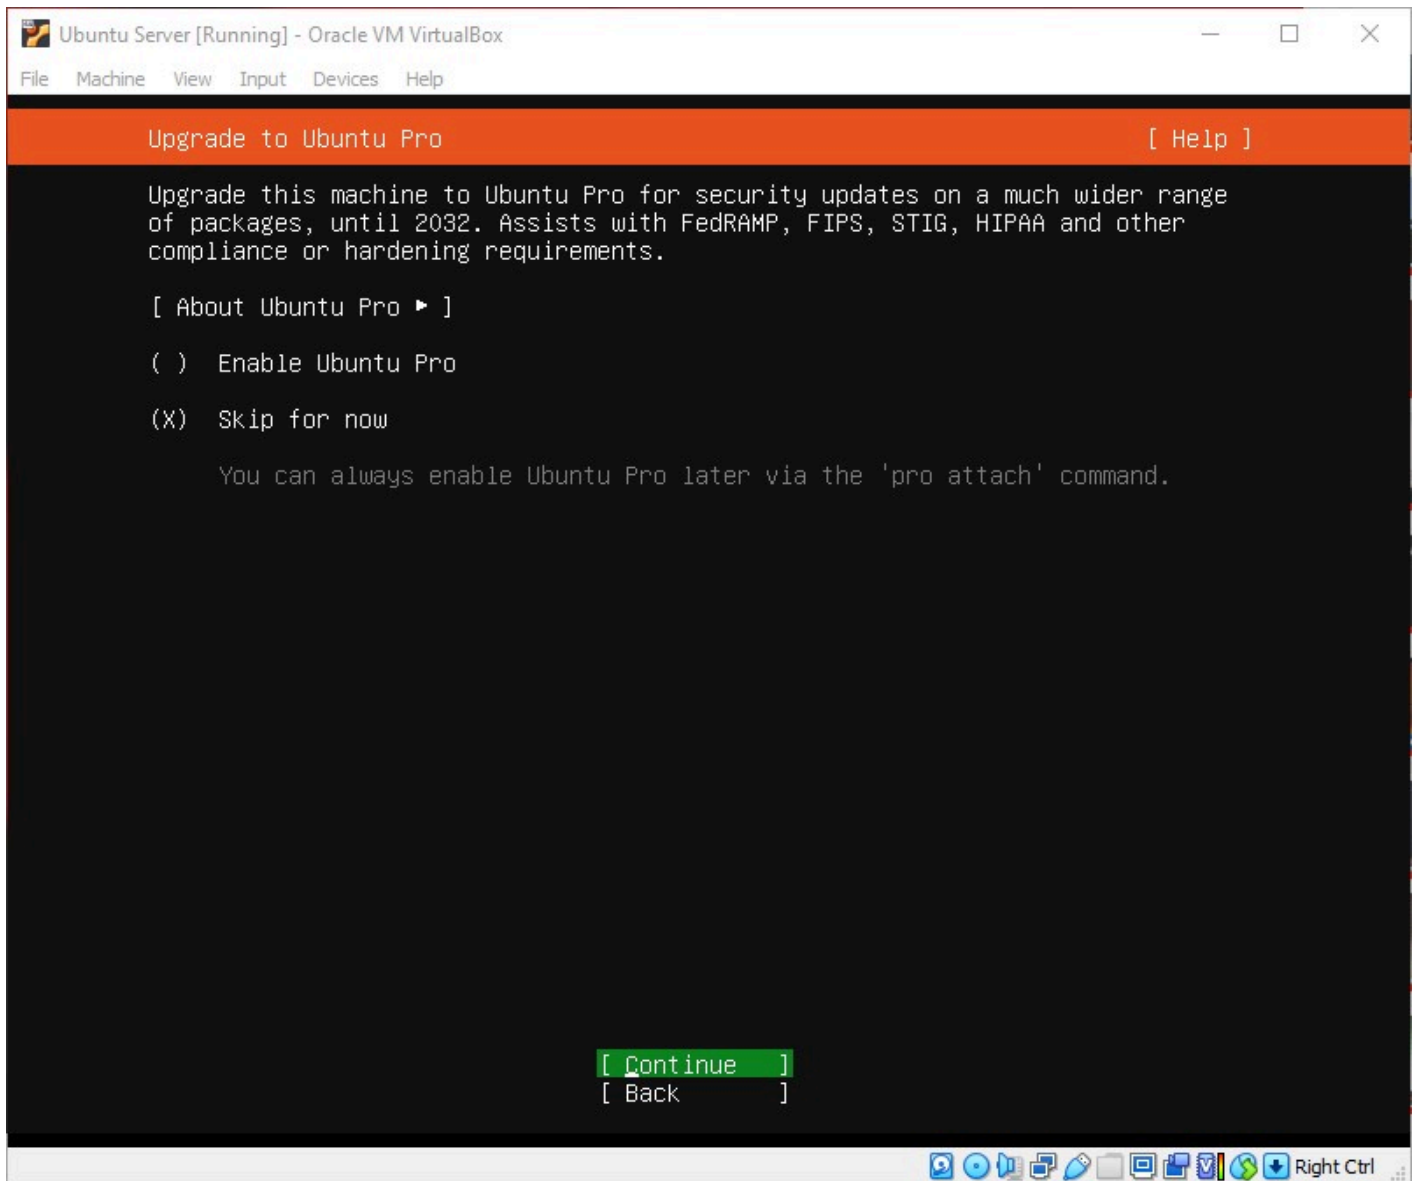 Ubuntu Server [Running] - Oracle VM VirtualBox
File Machine View Input Devices Help
Upgrade to Ubuntu Pro [ Help ]
Upgrade this machine to Ubuntu Pro for security updates on a much wider range
of packages, until 2032. Assists with FedRAMP, FIPS, STIG, HIPAA and other
compliance or hardening requirements.
[ About Ubuntu Pro ▸ ]
( ) Enable Ubuntu Pro
(X) Skip for now
You can always enable Ubuntu Pro later via the 'pro attach' command.
[ Continue ]
[ Back ]
Right Ctrl